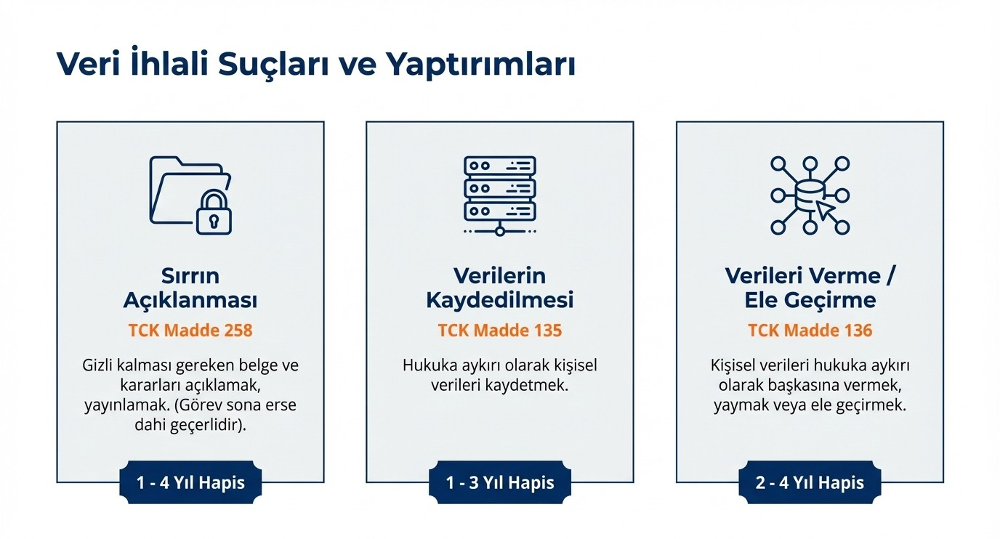 Veri İhlali Suçları ve Yaptırımları
Sırrın
Açıklanması
TCK Madde 258
Gizli kalması gereken belge ve
kararları açıklamak,
yayınlamak. (Görev sona erse
dahi geçerlidir).
1 - 4 Yıl Hapis
Verilerin
Kaydedilmesi
TCK Madde 135
Hukuka aykırı olarak kişisel
verileri kaydetmek.
1 - 3 Yıl Hapis
Verileri Verme /
Ele Geçirme
TCK Madde 136
Kişisel verileri hukuka aykırı
olarak başkasına vermek,
yaymak veya ele geçirmek.
2 - 4 Yıl Hapis